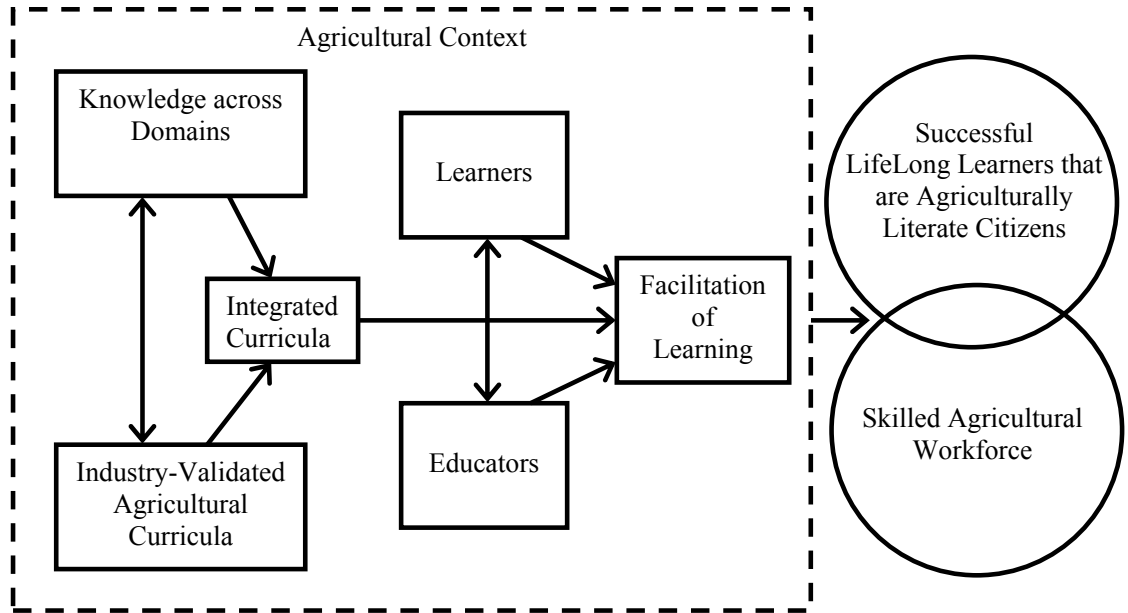 Agricultural Context
Knowledge across
Domains
Learners
Integrated
Curricula
Facilitation
of
Learning
Industry-Validated
Agricultural
Curricula
Educators
Successful
LifeLong Learners that
are Agriculturally
Literate Citizens
Skilled Agricultural
Workforce